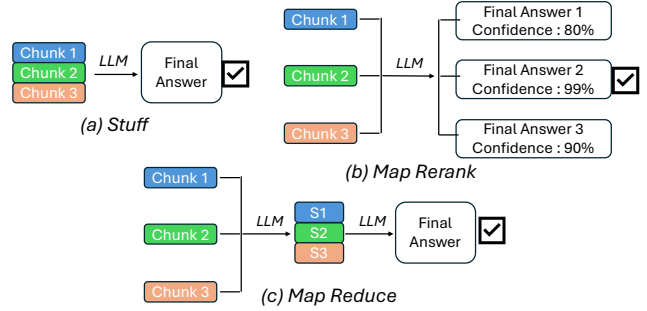 Chunk 1
Chunk 2
Chunk 3
LLM
Final
Answer
(a) Stuff
Chunk 1
Chunk 2
Chunk 3
LLM
Final Answer 1
Confidence : 80%
Final Answer 2
Confidence : 99%
Final Answer 3
Confidence : 90%
(b) Map Rerank
Chunk 1
Chunk 2
Chunk 3
LLM
S1
S2
S3
LLM
Final
Answer
(c) Map Reduce